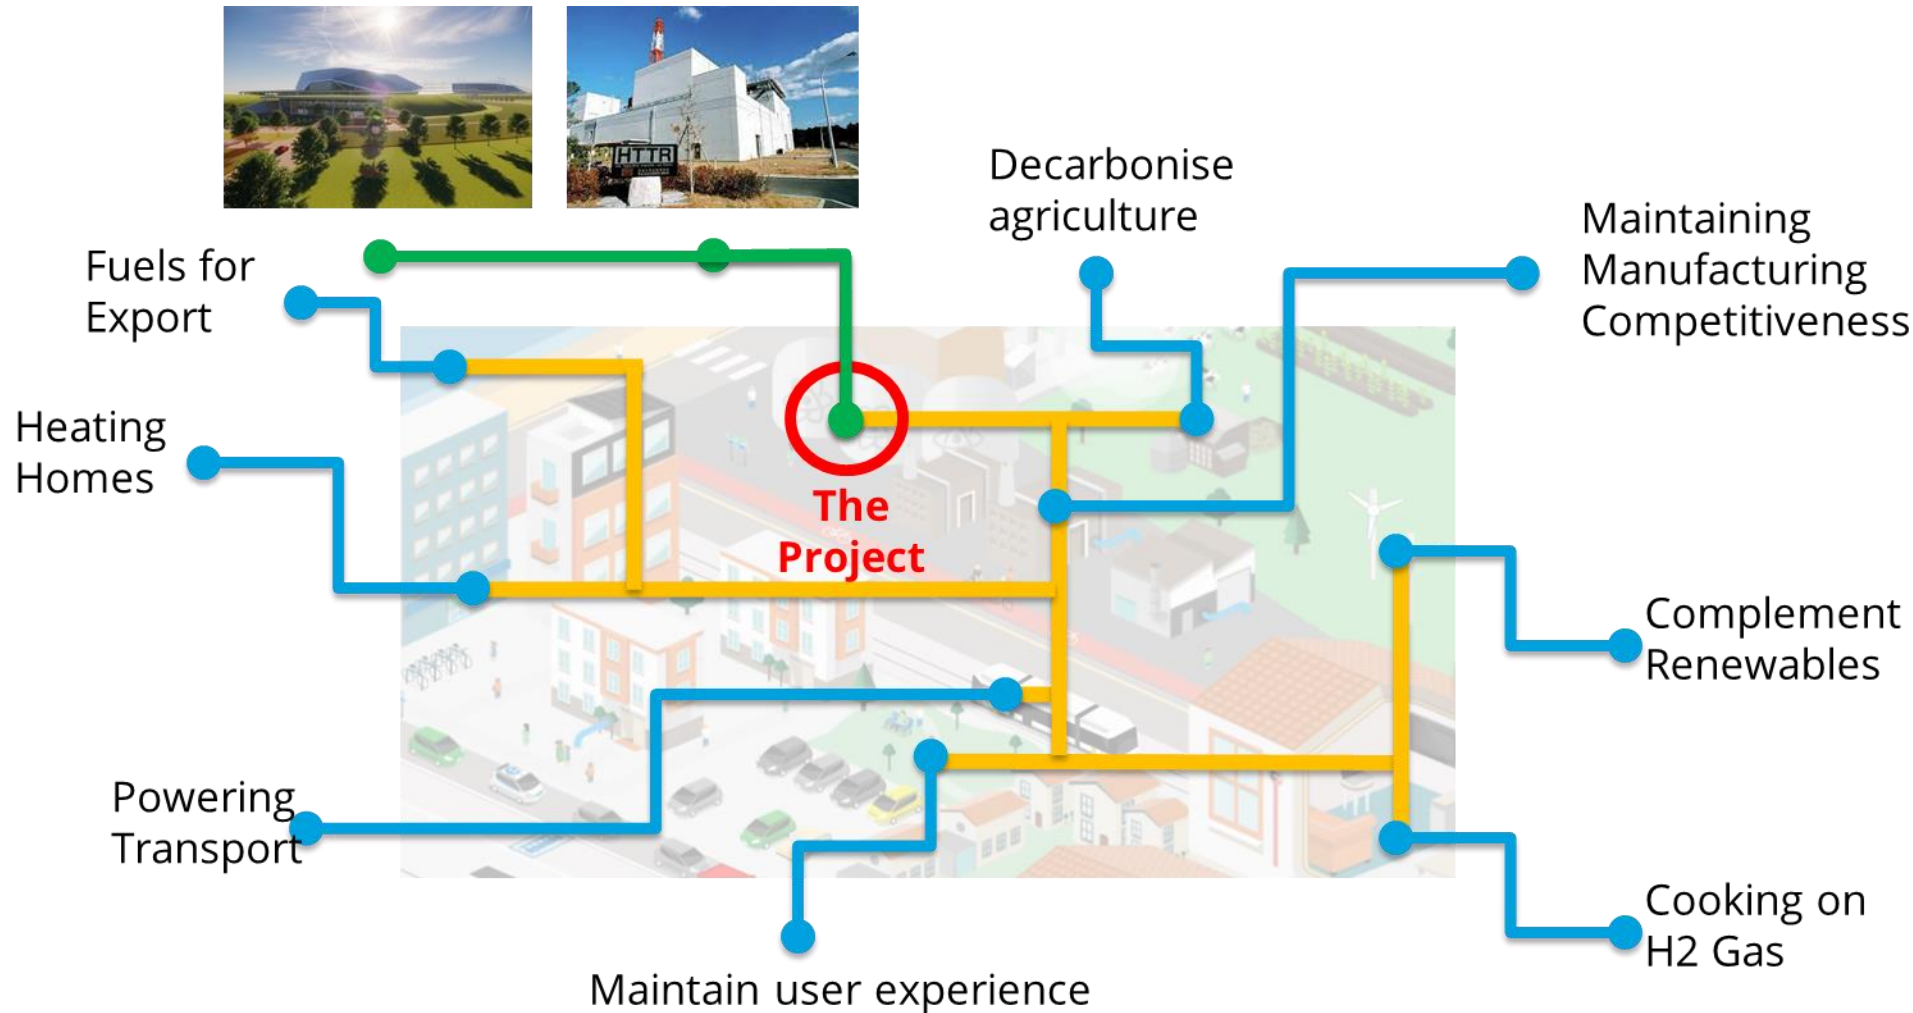 HTTR
Decarbonise
agriculture
Maintaining
Manufacturing
Competitiveness
Fuels for
Export
Heating
Homes
The
Project
Complement
Renewables
Powering
Transport
Cooking on
H2 Gas
Maintain user experience